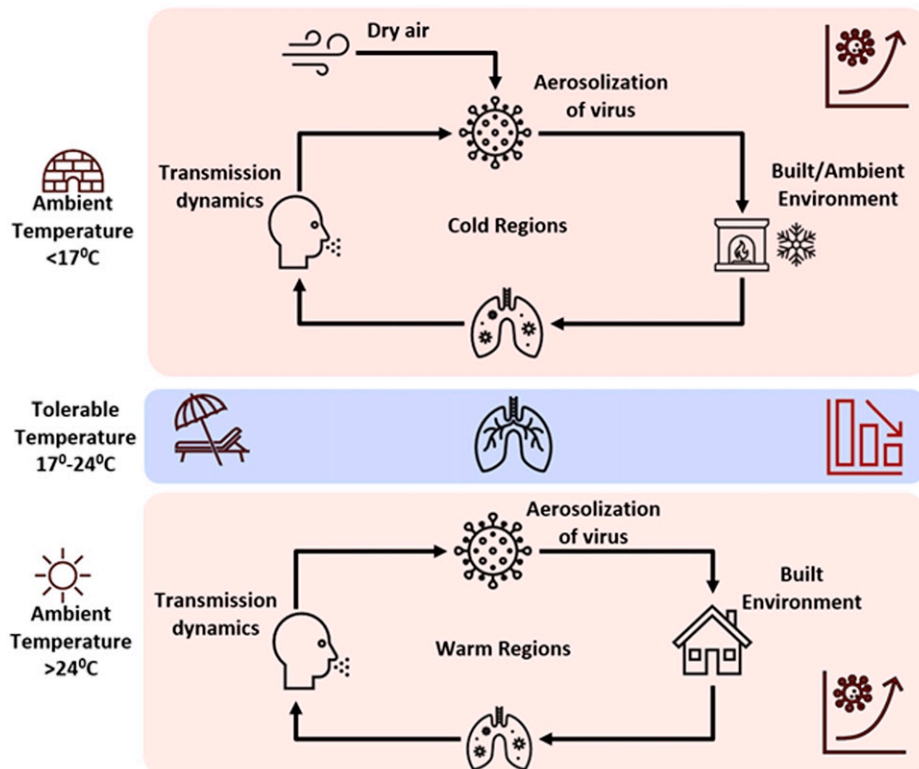 Dry air
Aerosolization
of virus
Transmission
dynamics
Built/Ambient
Environment
Ambient
Temperature
<17⁰C
Cold Regions
Tolerable
Temperature
17⁰-24⁰C
Aerosolization
of virus
Transmission
dynamics
Built
Environment
Ambient
Temperature
>24⁰C
Warm Regions